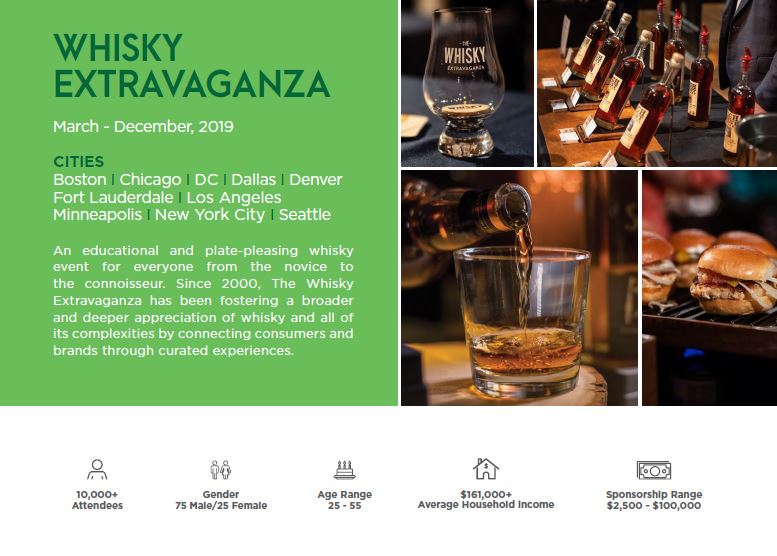 WHISKY
EXTRAVAGANZA
March - December, 2019
CITIES
Boston | Chicago | DC | Dallas | Denver
Fort Lauderdale | Los Angeles
Minneapolis | New York City | Seattle
An educational and plate-pleasing whisky
event for everyone from the novice to
the connoisseur. Since 2000, The Whisky
Extravaganza has been fostering a broader
and deeper appreciation of whisky and all of
its complexities by connecting consumers and
brands through curated experiences.
-THE-
WHISKY
EXTRAVAGANZA
10,000+
Attendees
Gender
75 Male/25 Female
Age Range
25 - 55
$161,000+
Average Household Income
Sponsorship Range
$2,500 - $100,000